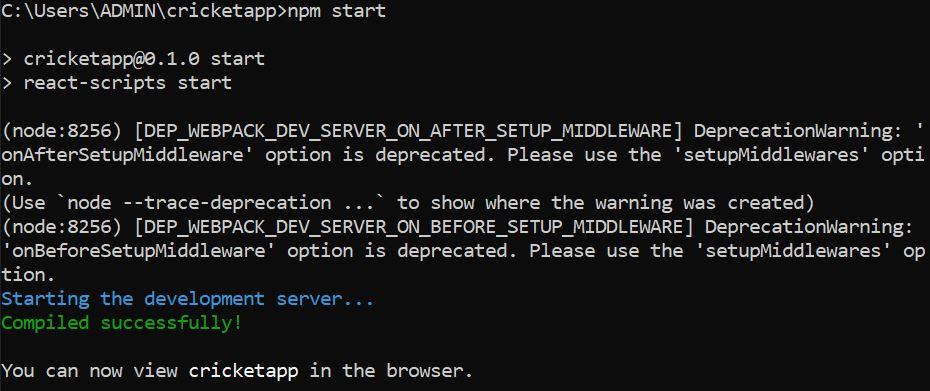 C:\Users\ADMIN\cricketapp>npm start
> cricketapp@0.1.0 start
> react-scripts start
(node:8256) [DEP_WEBPACK_DEV_SERVER_ON_AFTER_SETUP_MIDDLEWARE] DeprecationWarning: '
onAfterSetupMiddleware' option is deprecated. Please use the 'setupMiddlewares' opti
on.
(Use `node --trace-deprecation ...` to show where the warning was created)
(node:8256) [DEP_WEBPACK_DEV_SERVER_ON_BEFORE_SETUP_MIDDLEWARE] DeprecationWarning:
'onBeforeSetupMiddleware' option is deprecated. Please use the 'setupMiddlewares' op
tion.
Starting the development server...
Compiled successfully!
You can now view cricketapp in the browser.